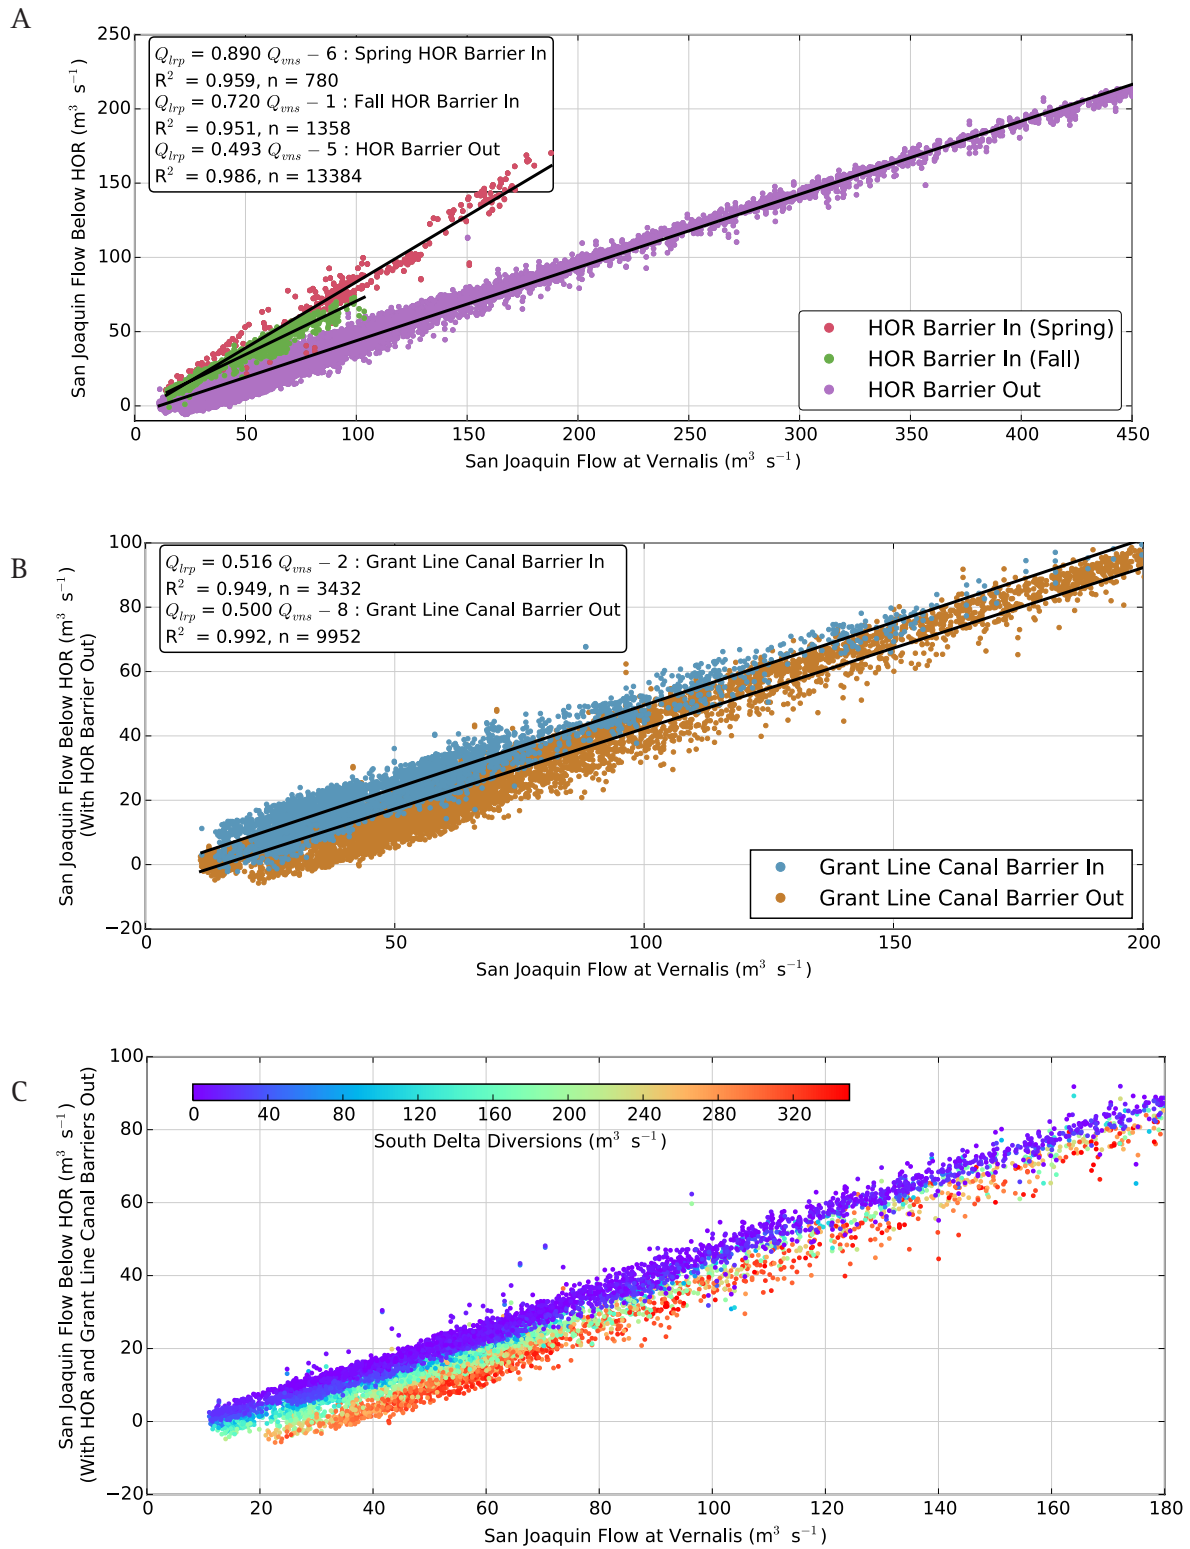 A
250
200
150
100
50
0
San Joaquin Flow Below HOR (m³ s⁻¹)
Q_lrp = 0.890 Q_vns − 6 : Spring HOR Barrier In
R² = 0.959, n = 780
Q_lrp = 0.720 Q_vns − 1 : Fall HOR Barrier In
R² = 0.951, n = 1358
Q_lrp = 0.493 Q_vns − 5 : HOR Barrier Out
R² = 0.986, n = 13384
HOR Barrier In (Spring)
HOR Barrier In (Fall)
HOR Barrier Out
0 50 100 150 200 250 300 350 400 450
San Joaquin Flow at Vernalis (m³ s⁻¹)
B
100
80
60
40
20
0
−20
San Joaquin Flow Below HOR (m³ s⁻¹)
(With HOR Barrier Out)
Q_lrp = 0.516 Q_vns − 2 : Grant Line Canal Barrier In
R² = 0.949, n = 3432
Q_lrp = 0.500 Q_vns − 8 : Grant Line Canal Barrier Out
R² = 0.992, n = 9952
Grant Line Canal Barrier In
Grant Line Canal Barrier Out
0 50 100 150 200
San Joaquin Flow at Vernalis (m³ s⁻¹)
C
100
80
60
40
20
0
−20
San Joaquin Flow Below HOR (m³ s⁻¹)
(With HOR and Grant Line Canal Barriers Out)
0 40 80 120 160 200 240 280 320
South Delta Diversions (m³ s⁻¹)
0 20 40 60 80 100 120 140 160 180
San Joaquin Flow at Vernalis (m³ s⁻¹)